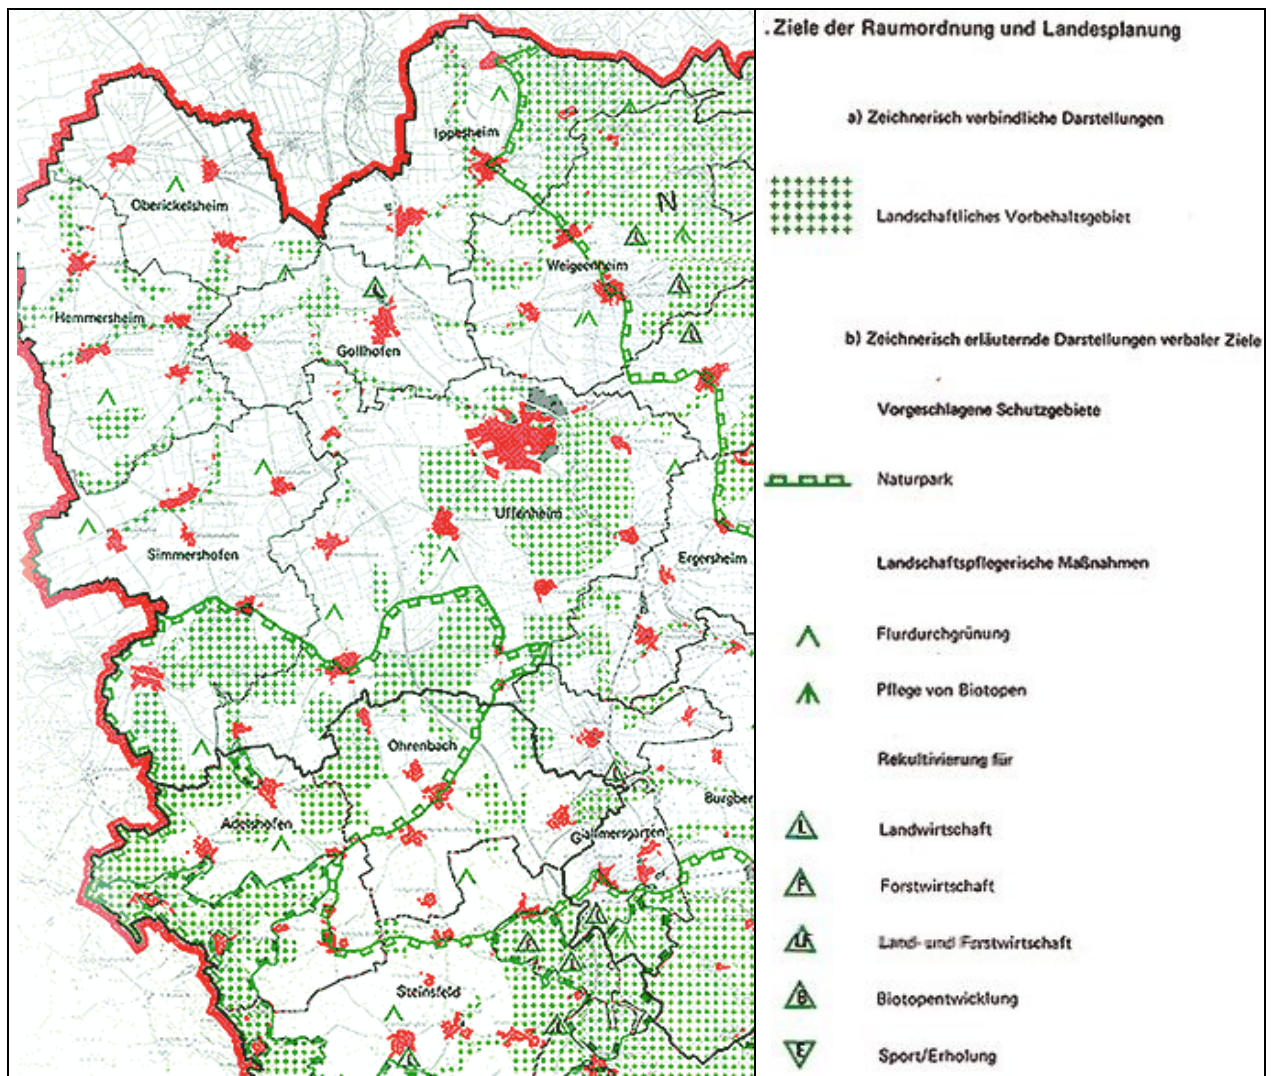 Ippesheim
Oberickelsheim
N
Weigenheim
Hemmersheim
Gollhofen
Uffenheim
Simmershofen
Ergersheim
Ohrenbach
Burgber
Adelshofen
Gallmersgarten
Steinsfeld
. Ziele der Raumordnung und Landesplanung
a) Zeichnerisch verbindliche Darstellungen
Landschaftliches Vorbehaltsgebiet
b) Zeichnerisch erläuternde Darstellungen verbaler Ziele
Vorgeschlagene Schutzgebiete
Naturpark
Landschaftspflegerische Maßnahmen
Flurdurchgrünung
Pflege von Biotopen
Rekultivierung für
L Landwirtschaft
F Forstwirtschaft
LF Land- und Forstwirtschaft
B Biotopentwicklung
E Sport/Erholung